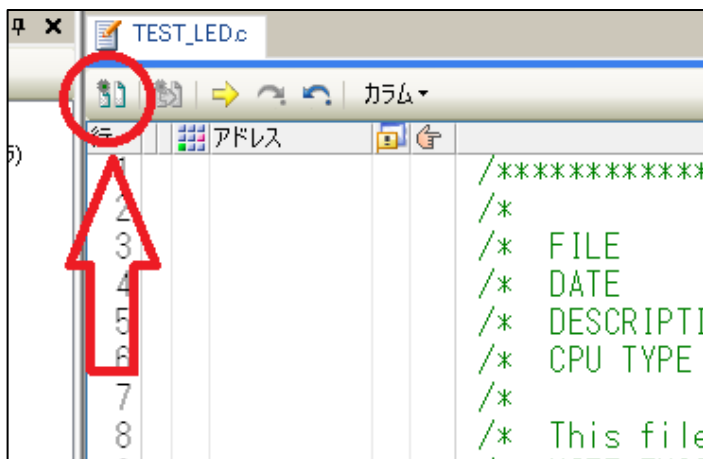 TEST_LED.c
カラム
行 アドレス
1 /************
2 /*
3 /* FILE
4 /* DATE
5 /* DESCRIPTI
6 /* CPU TYPE
7 /*
8 /* This file